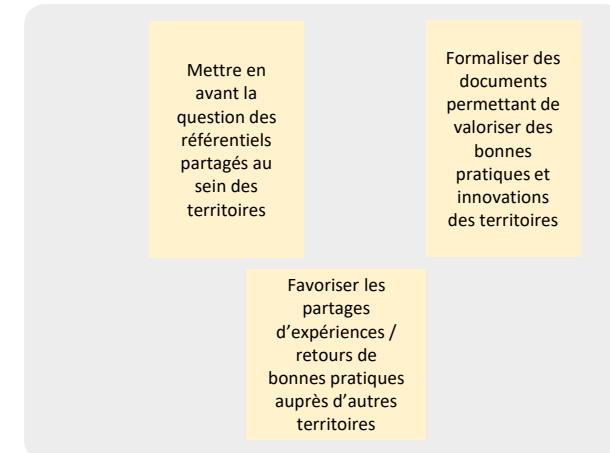 Mettre en
avant la
question des
référentiels
partagés au
sein des
territoires
Formaliser des
documents
permettant de
valoriser des
bonnes
pratiques et
innovations
des territoires
Favoriser les
partages
d’expériences /
retours de
bonnes pratiques
auprès d’autres
territoires